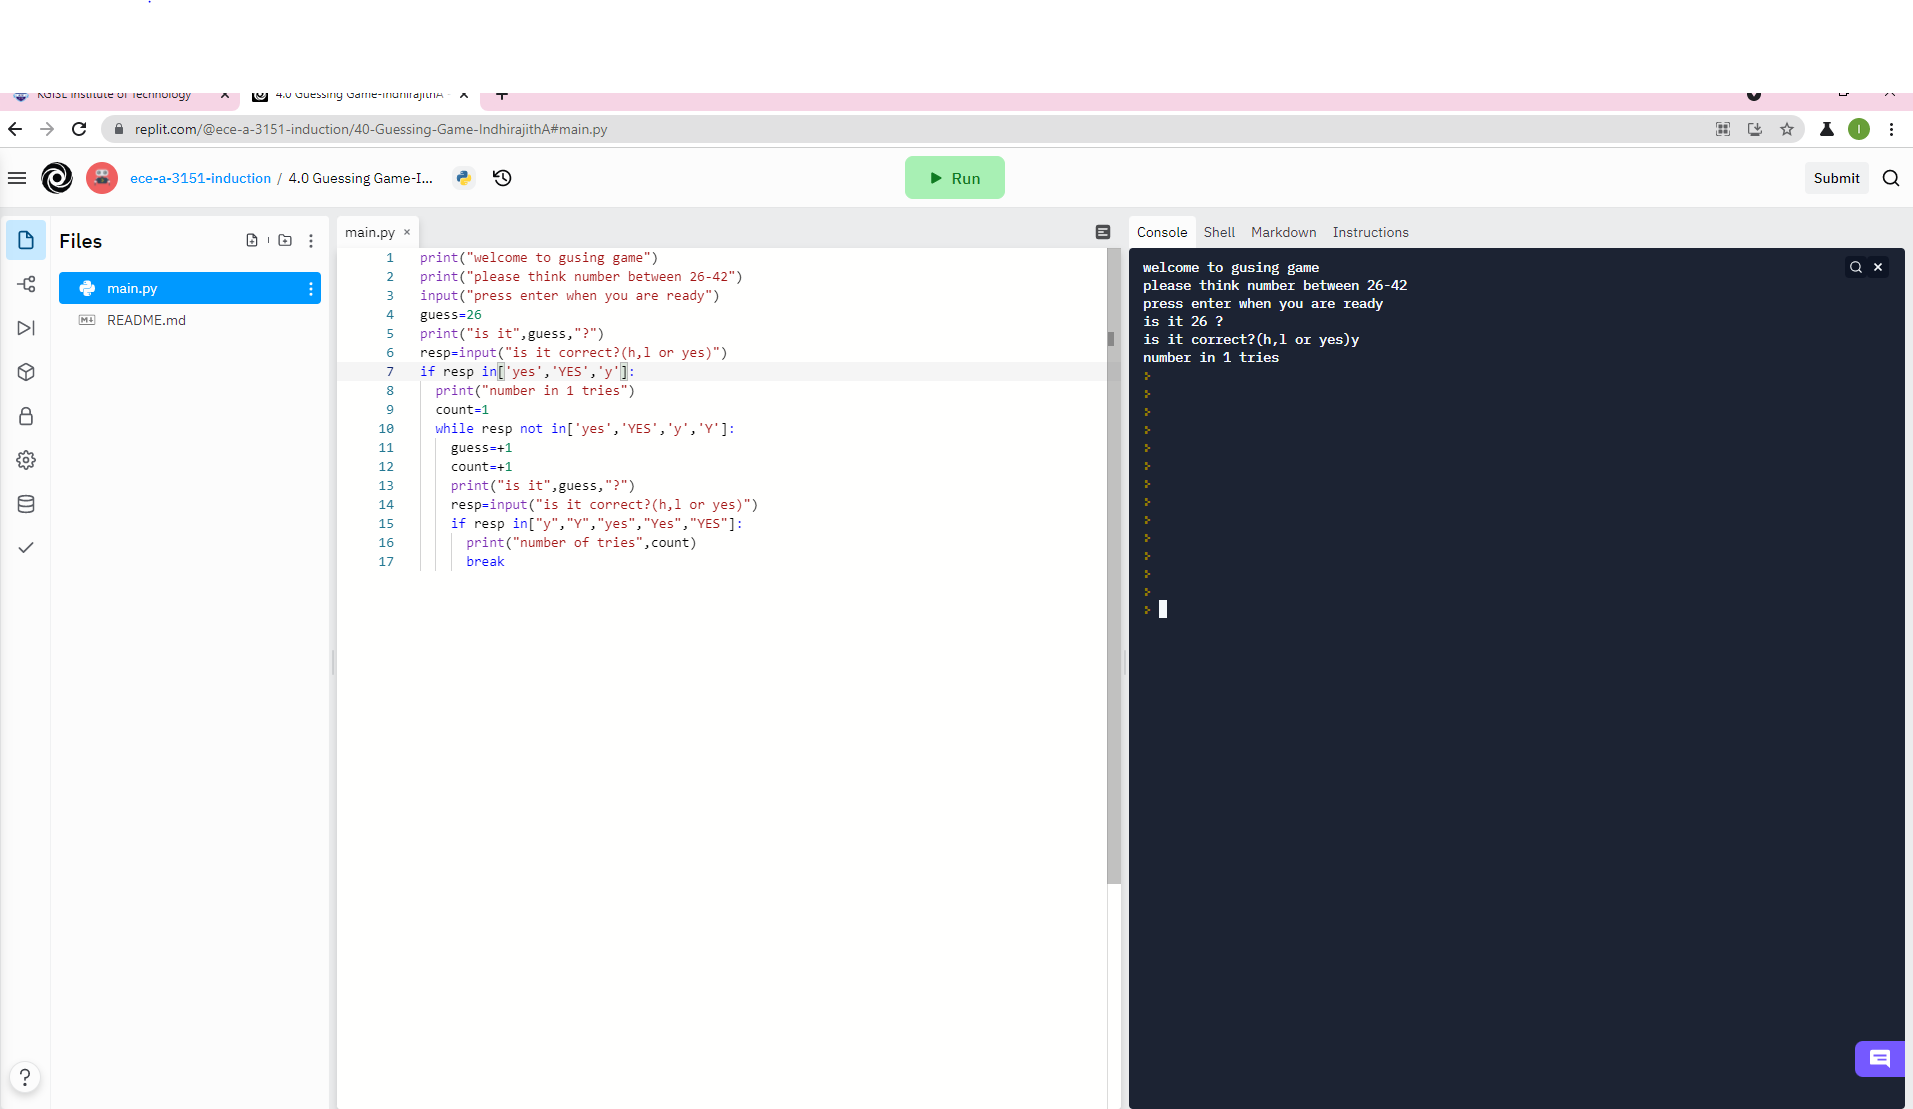 KGISL Institute of Technology
4.0 Guessing Game-IndhirajithA -
replit.com/@ece-a-3151-induction/40-Guessing-Game-IndhirajithA#main.py
I
ece-a-3151-induction / 4.0 Guessing Game-I...
Run
Submit
Files
main.py
README.md
main.py
1 print("welcome to gusing game")
2 print("please think number between 26-42")
3 input("press enter when you are ready")
4 guess=26
5 print("is it",guess,"?")
6 resp=input("is it correct?(h,l or yes)")
7 if resp in['yes','YES','y']:
8 print("number in 1 tries")
9 count=1
10 while resp not in['yes','YES','y','Y']:
11 guess=+1
12 count=+1
13 print("is it",guess,"?")
14 resp=input("is it correct?(h,l or yes)")
15 if resp in["y","Y","yes","Yes","YES"]:
16 print("number of tries",count)
17 break
Console Shell Markdown Instructions
welcome to gusing game
please think number between 26-42
press enter when you are ready
is it 26 ?
is it correct?(h,l or yes)y
number in 1 tries
?